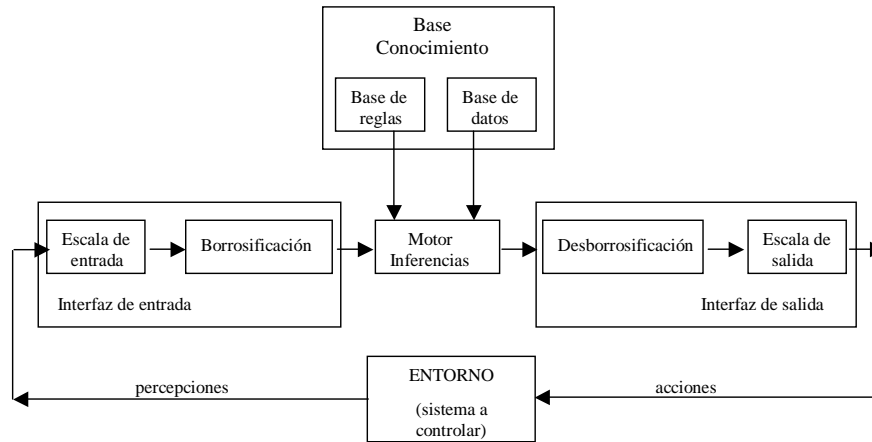 Base
Conocimiento
Base de
reglas
Base de
datos
Escala de
entrada
Borrosificación
Interfaz de entrada
Motor
Inferencias
Desborrosificación
Escala de
salida
Interfaz de salida
percepciones
ENTORNO
(sistema a
controlar)
acciones